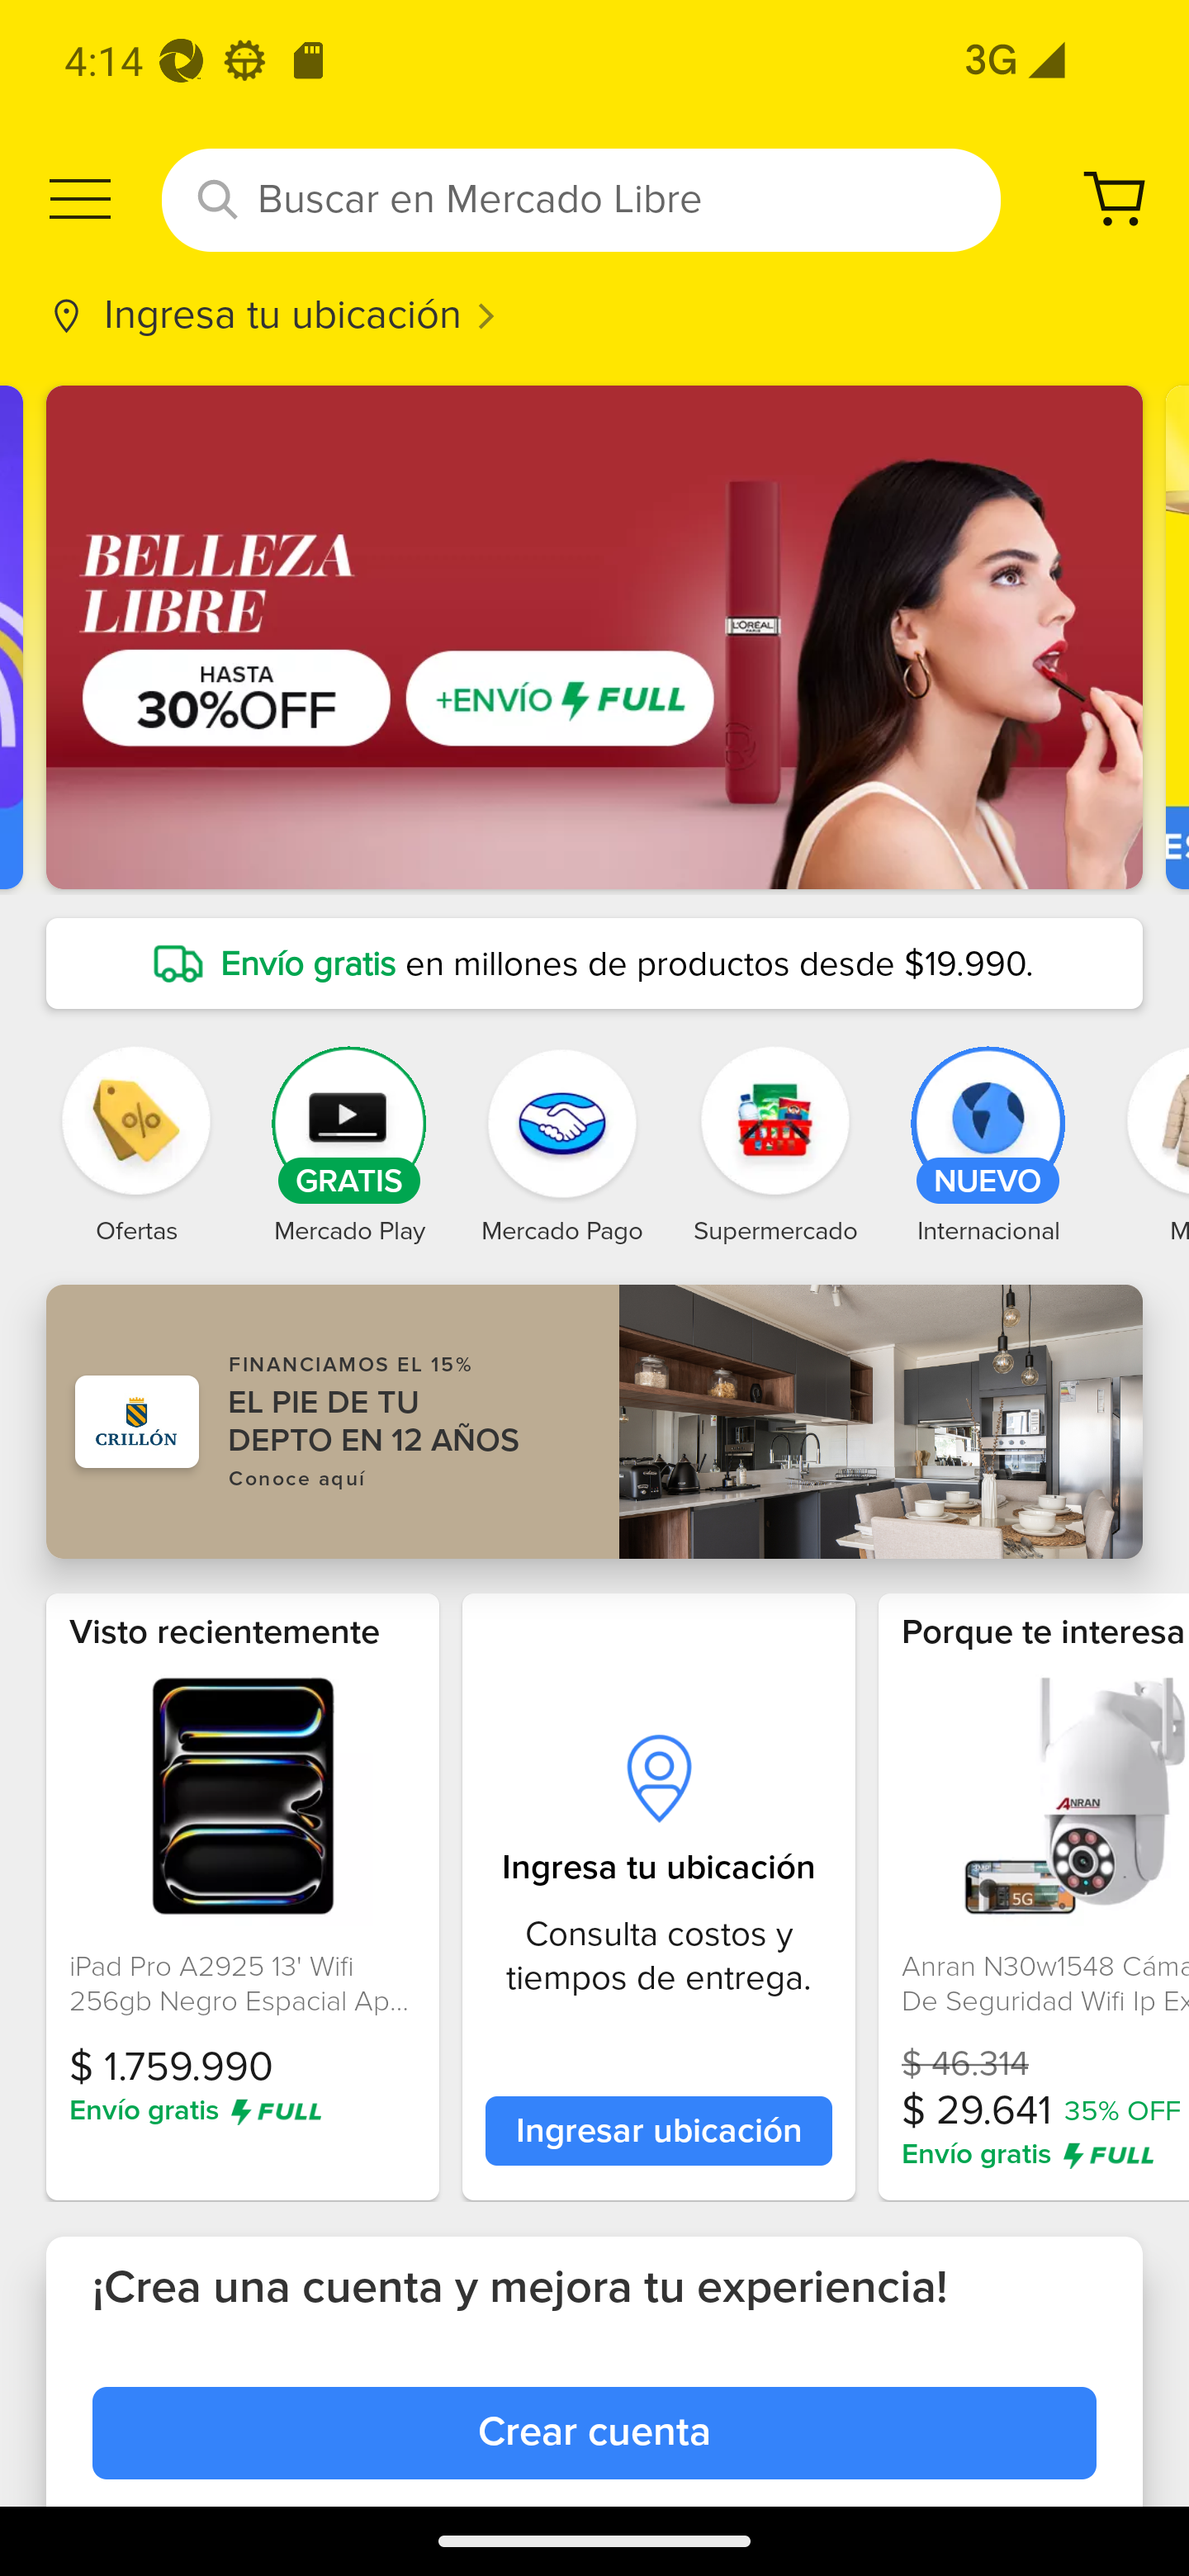 4:14
3G
Buscar en Mercado Libre
Ingresa tu ubicación
BELLEZA
LIBRE
HASTA
30%OFF
+ENVÍO FULL
L'ORÉAL
PARIS
ES
Envío gratis en millones de productos desde $19.990.
GRATIS
NUEVO
Ofertas
Mercado Play
Mercado Pago
Supermercado
Internacional
M
CRILLÓN
FINANCIAMOS EL 15%
EL PIE DE TU
DEPTO EN 12 AÑOS
Conoce aquí
Visto recientemente
iPad Pro A2925 13' Wifi
256gb Negro Espacial Ap...
$ 1.759.990
Envío gratis FULL
Ingresa tu ubicación
Consulta costos y
tiempos de entrega.
Ingresar ubicación
Porque te interesa
ANRAN
5G
Anran N30w1548 Cáma
De Seguridad Wifi Ip Ex
$ 46.314
$ 29.641 35% OFF
Envío gratis FULL
¡Crea una cuenta y mejora tu experiencia!
Crear cuenta